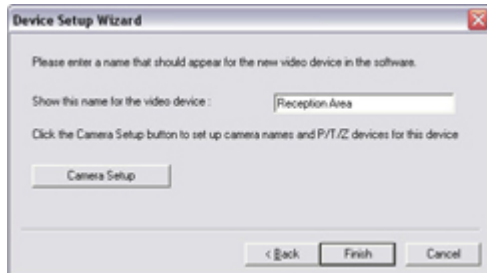 Device Setup Wizard
Please enter a name that should appear for the new video device in the software.
Show this name for the video device : Reception Area
Click the Camera Setup button to set up camera names and P/T/Z devices for this device
Camera Setup
< Back Finish Cancel